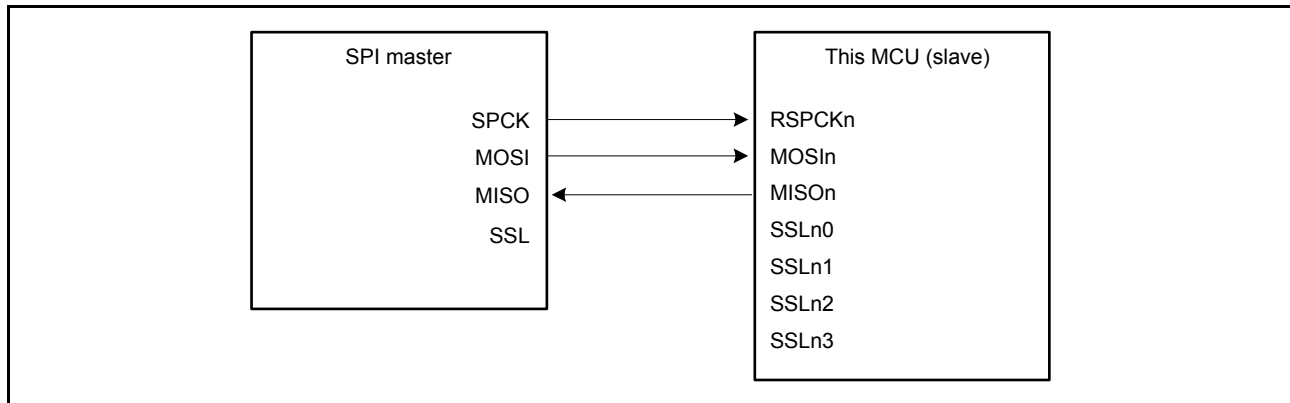 SPI master
SPCK
MOSI
MISO
SSL
This MCU (slave)
RSPCKn
MOSIn
MISOn
SSLn0
SSLn1
SSLn2
SSLn3